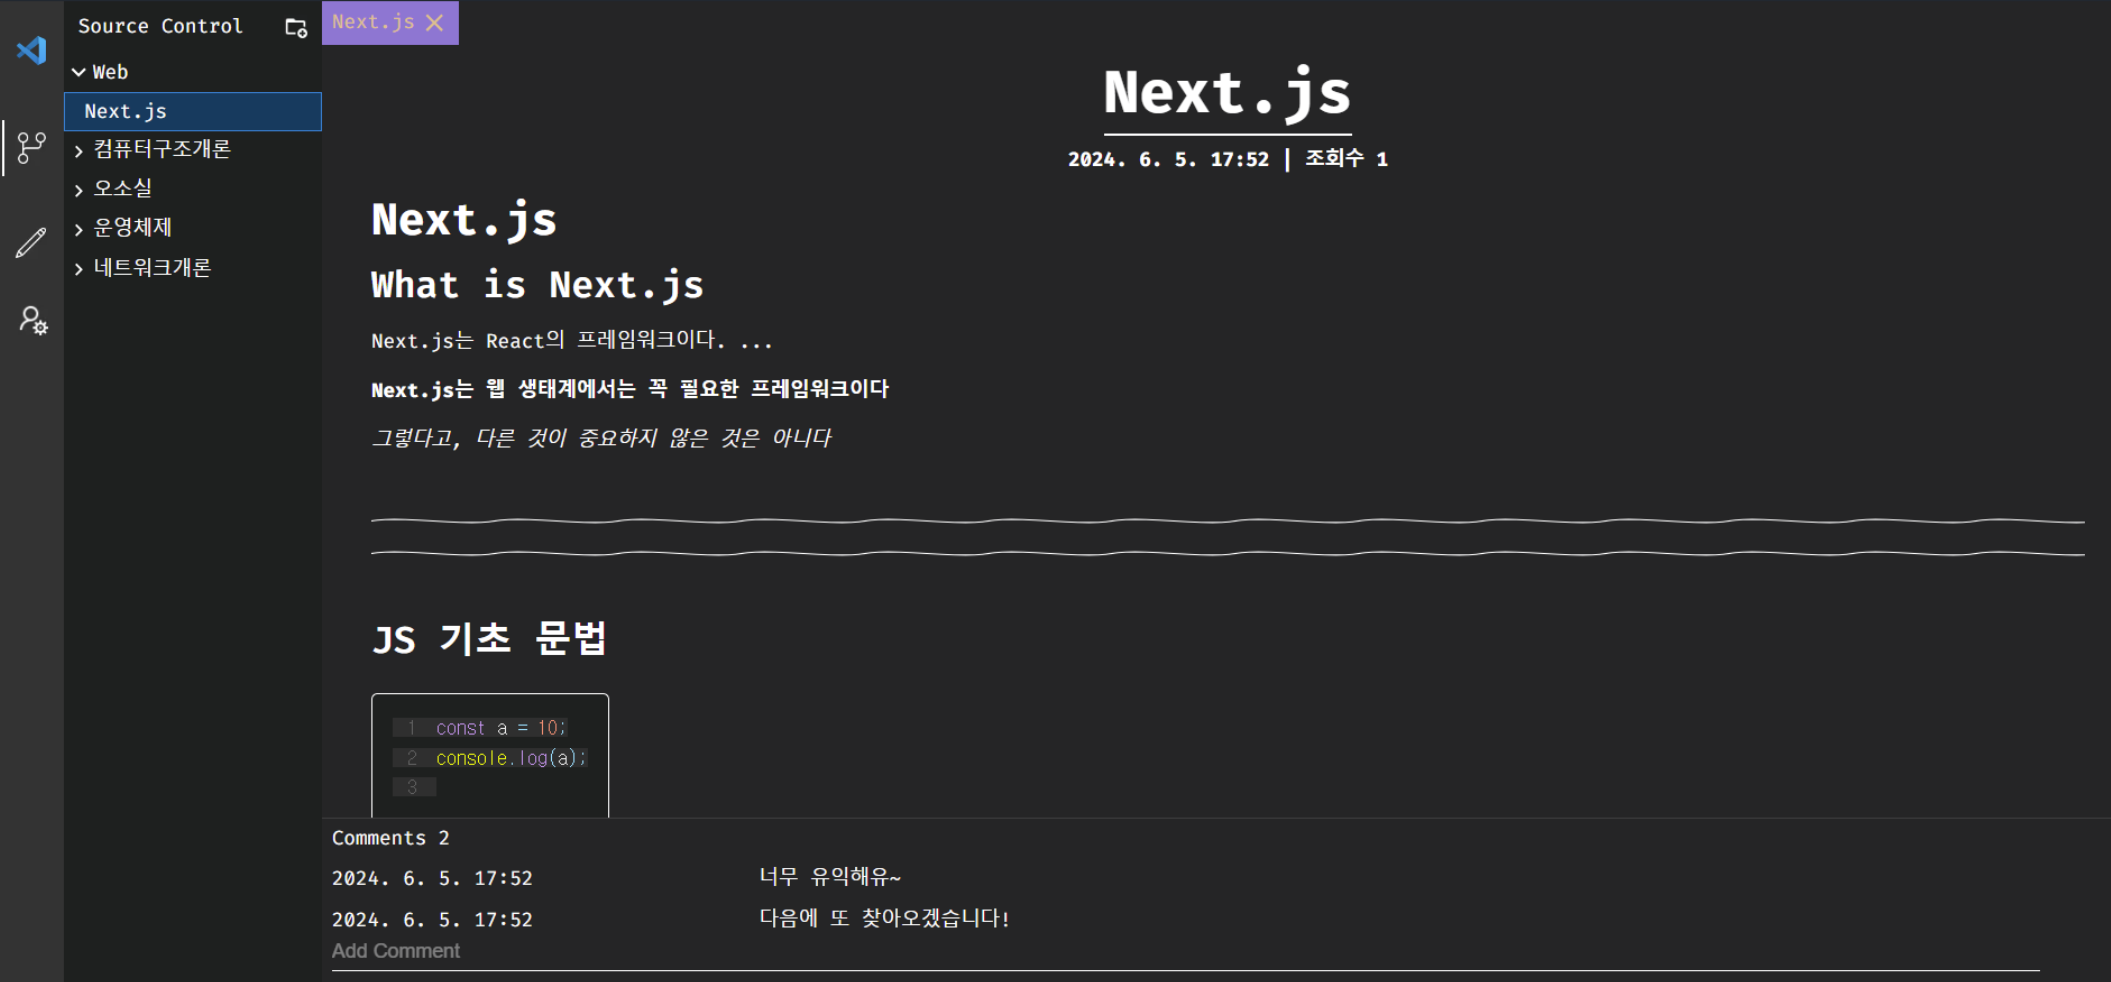 Source Control
Web
Next.js
컴퓨터구조개론
오소실
운영체제
네트워크개론
Next.js
Next.js
2024. 6. 5. 17:52 | 조회수 1
Next.js
What is Next.js
Next.js는 React의 프레임워크이다. ...
Next.js는 웹 생태계에서는 꼭 필요한 프레임워크이다
그렇다고, 다른 것이 중요하지 않은 것은 아니다
JS 기초 문법
1 const a = 10;
2 console.log(a);
3
Comments 2
2024. 6. 5. 17:52 너무 유익해유~
2024. 6. 5. 17:52 다음에 또 찾아오겠습니다!
Add Comment